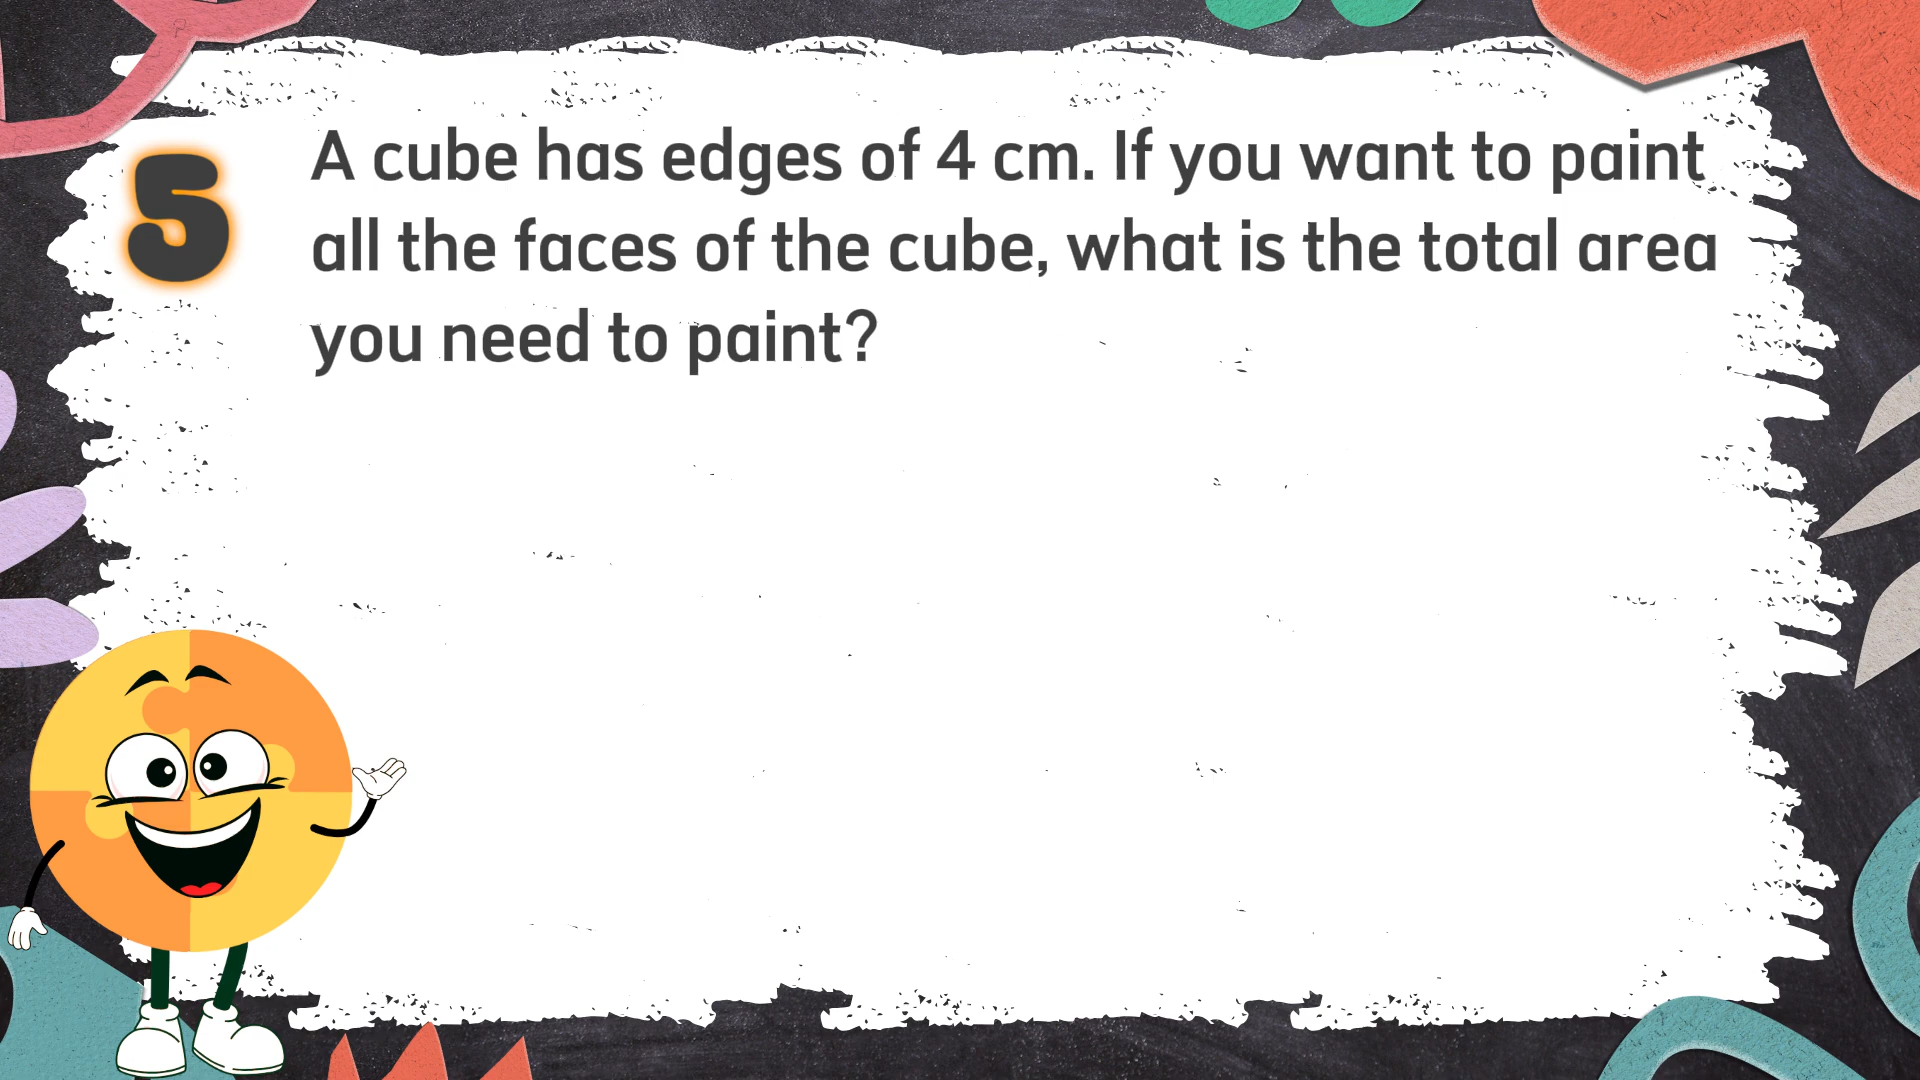 5
A cube has edges of 4 cm. If you want to paint
all the faces of the cube, what is the total area
you need to paint?